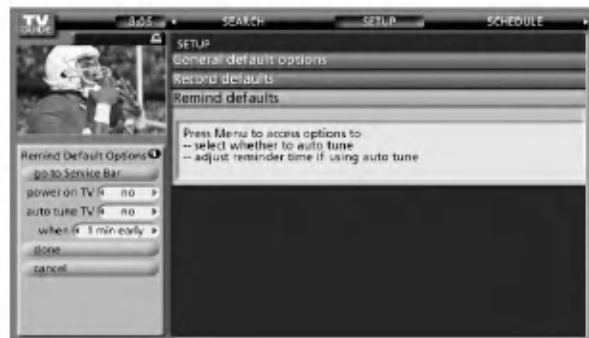 TV GUIDE 8:05 SEARCH SETUP SCHEDULE
SETUP
General default options
Record defaults
Remind defaults
Press Menu to access options to
-- select whether to auto tune
-- adjust reminder time if using auto tune
Remind Default Options
go to Service Bar
power on TV no
auto tune TV no
when 1 min early
done
cancel